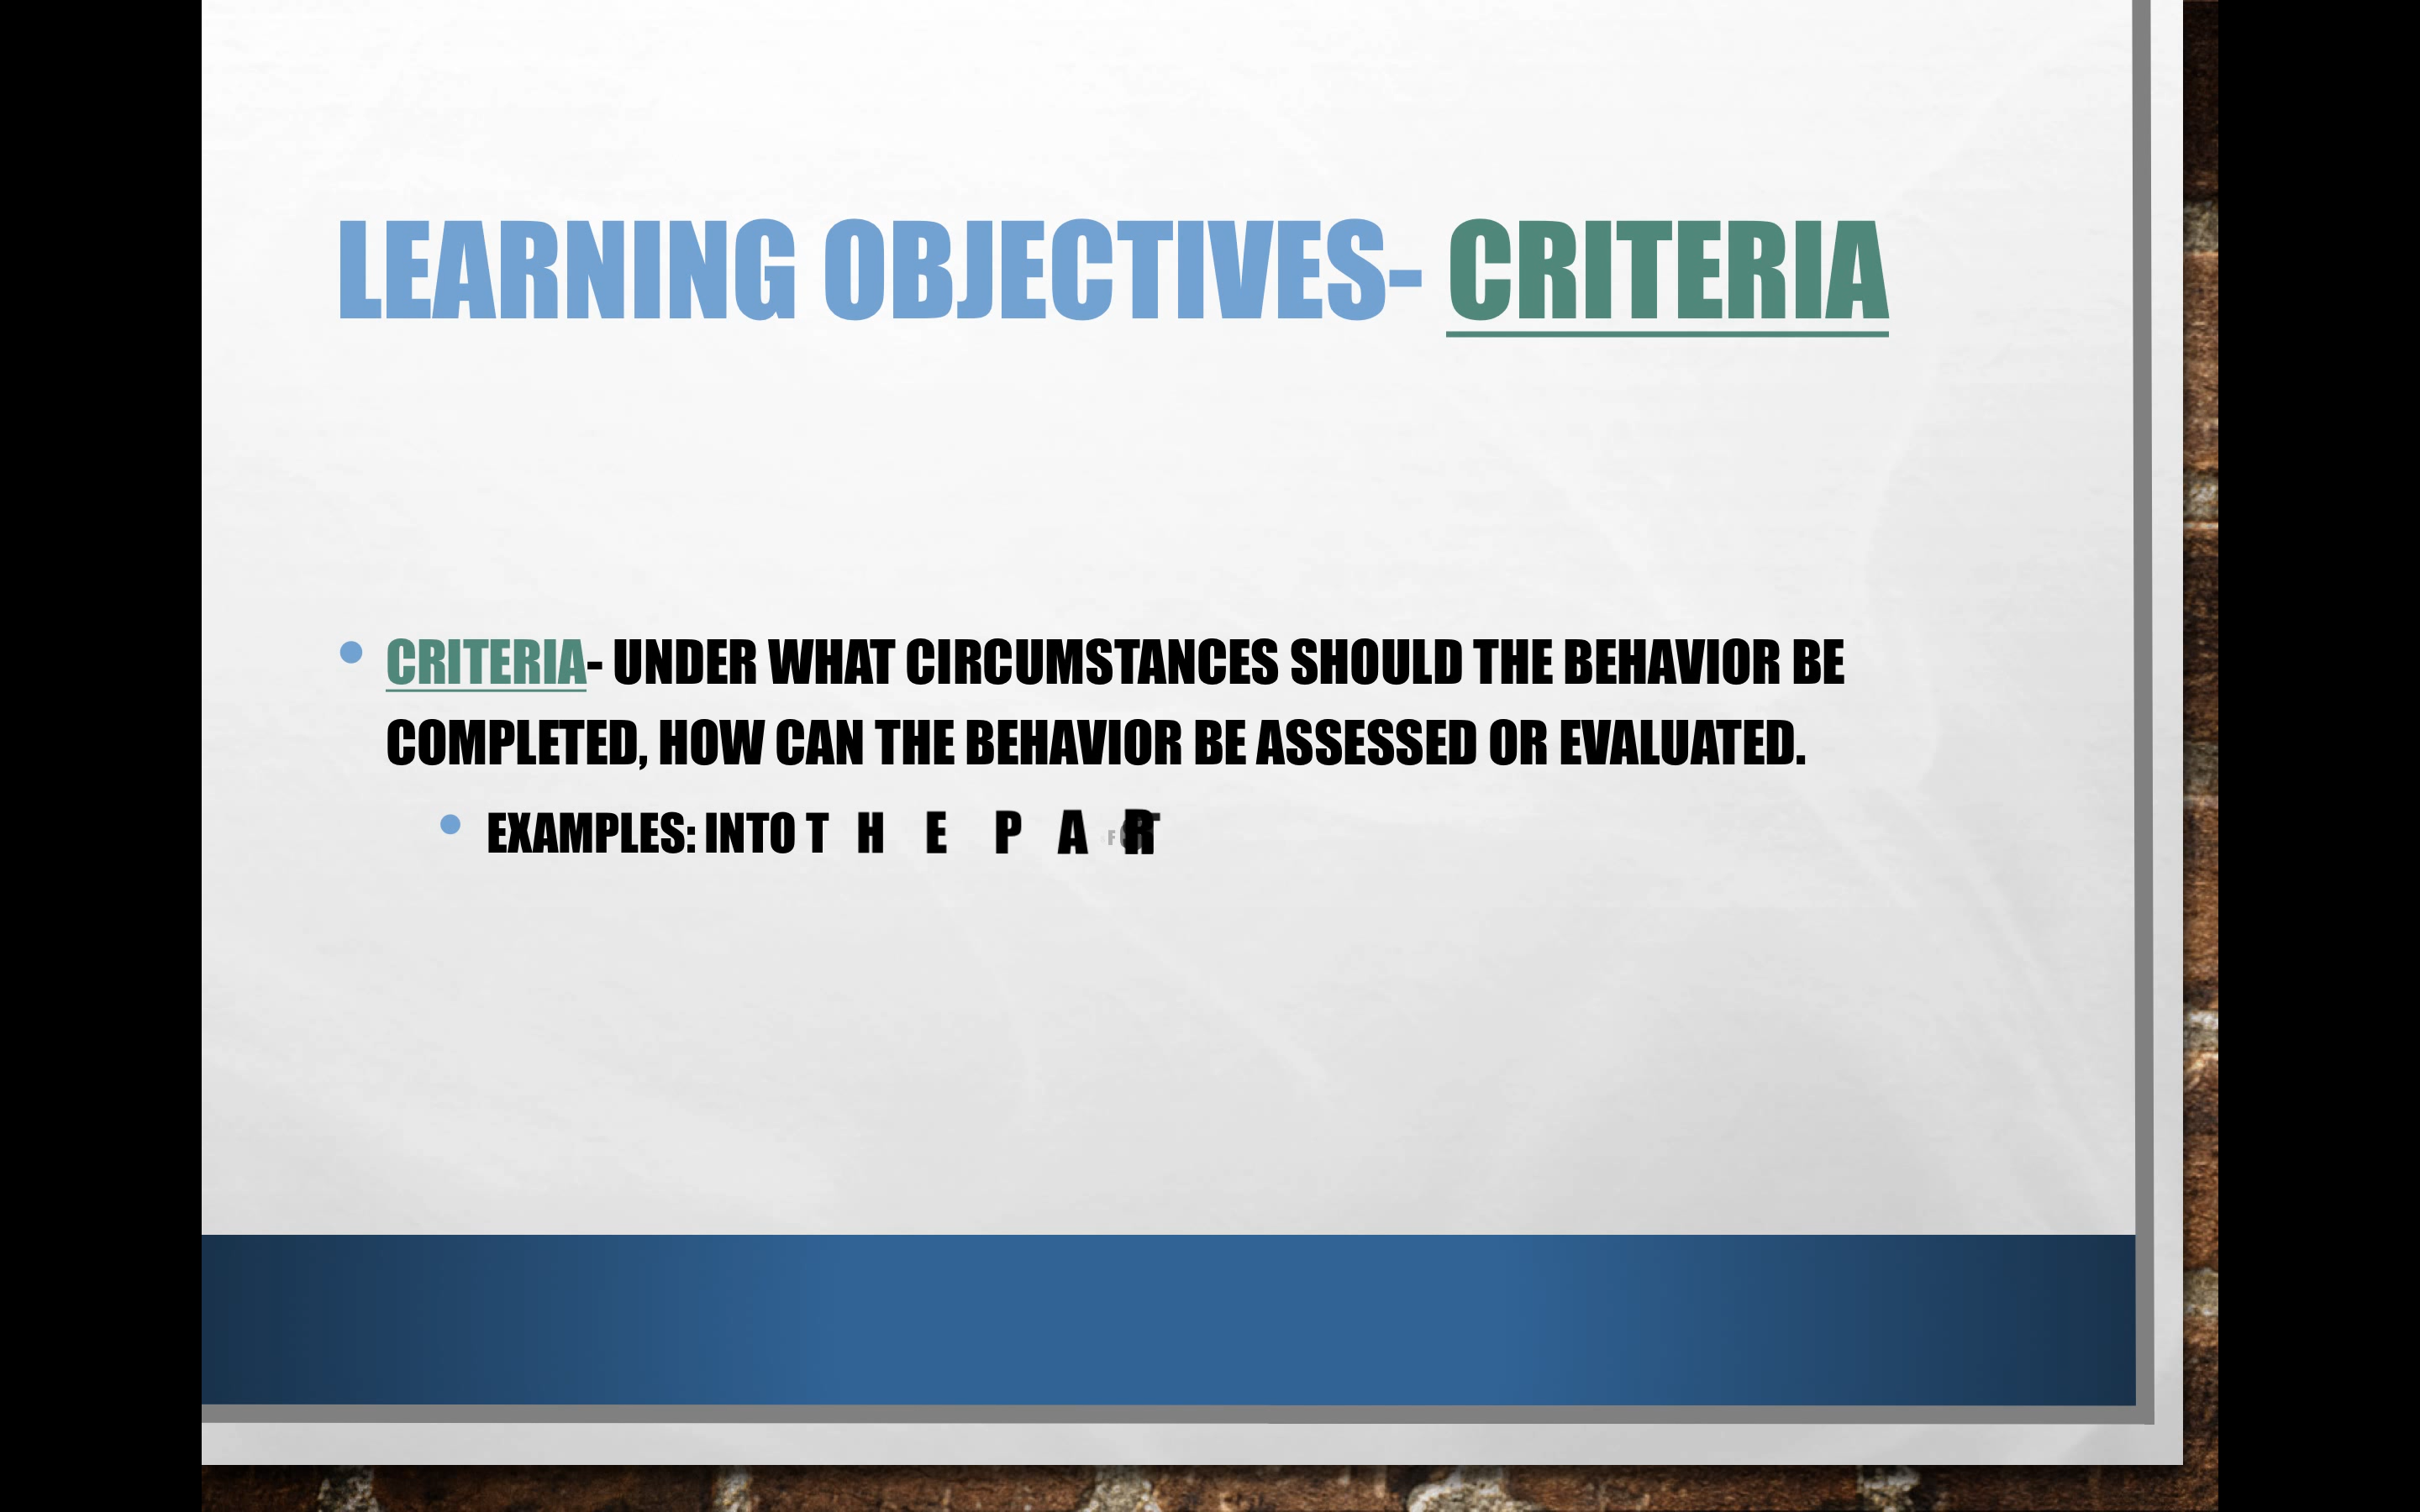 LEARNING OBJECTIVES- CRITERIA
CRITERIA- UNDER WHAT CIRCUMSTANCES SHOULD THE BEHAVIOR BE
COMPLETED, HOW CAN THE BEHAVIOR BE ASSESSED OR EVALUATED.
EXAMPLES: INTO T H E P A R